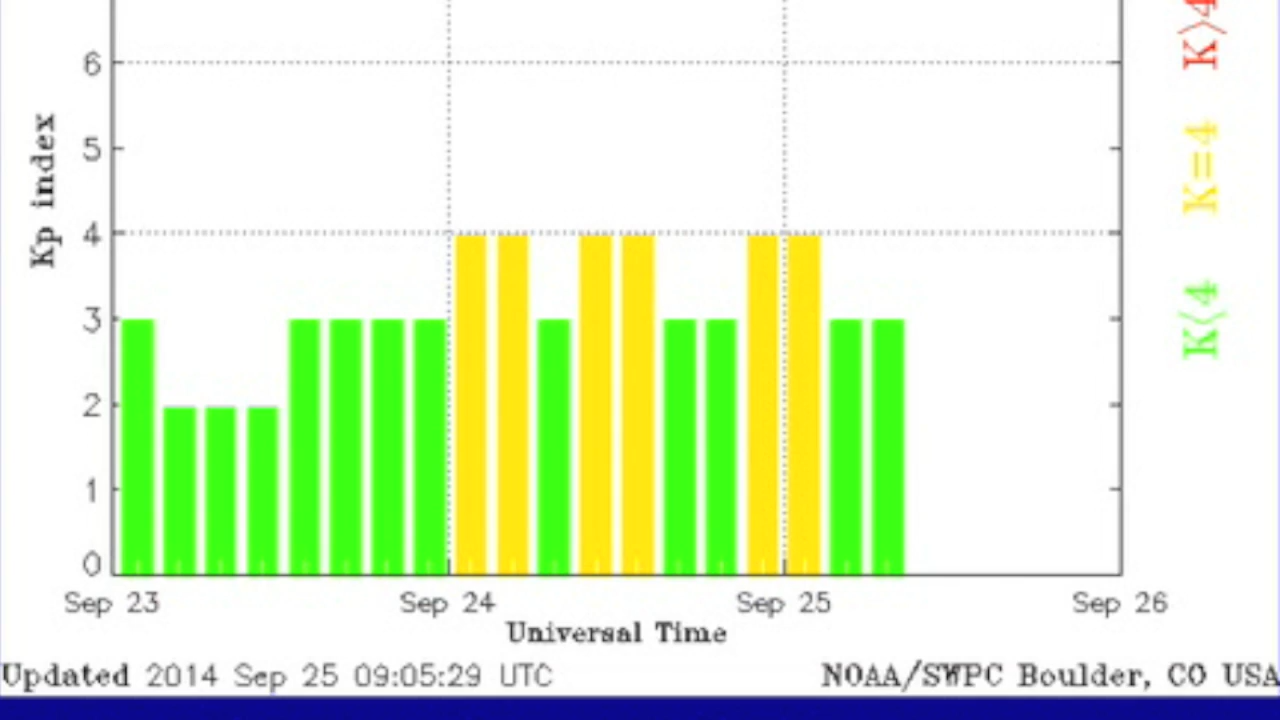 6
5
4
3
2
1
0
Kp index
K>4
K=4
K<4
Sep 23 Sep 24 Sep 25 Sep 26
Universal Time
Updated 2014 Sep 25 09:05:29 UTC NOAA/SWPC Boulder, CO USA